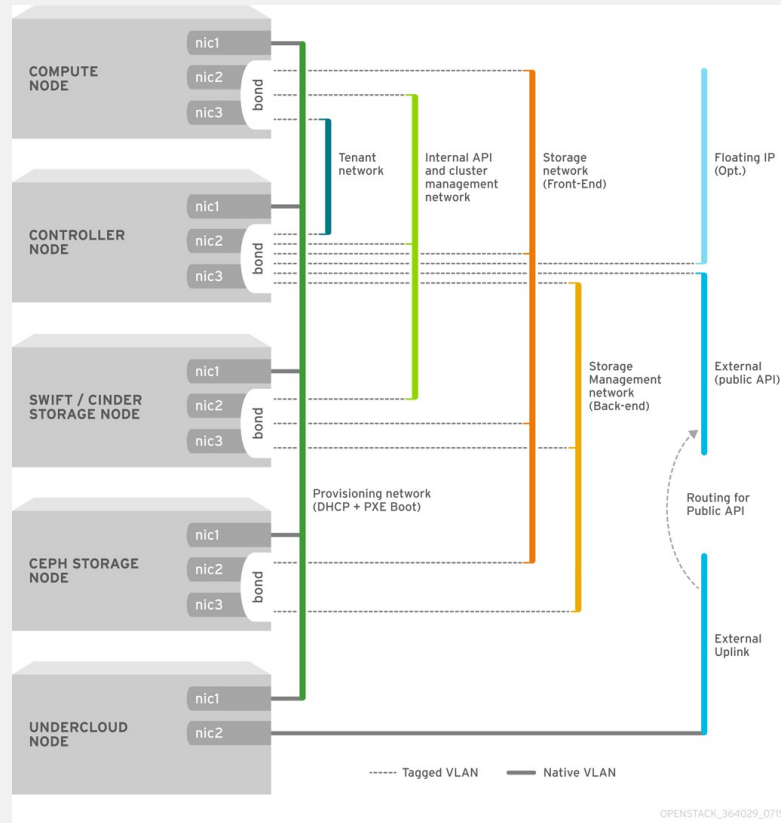 nic1
COMPUTE
NODE
nic2
nic3
bond
Tenant
network
Internal API
and cluster
management
network
Storage
network
(Front-End)
Floating IP
(Opt.)
nic1
CONTROLLER
NODE
nic2
nic3
bond
nic1
SWIFT / CINDER
STORAGE NODE
nic2
nic3
bond
Storage
Management
network
(Back-end)
External
(public API)
Provisioning network
(DHCP + PXE Boot)
Routing for
Public API
nic1
CEPH STORAGE
NODE
nic2
nic3
bond
External
Uplink
nic1
UNDERCLOUD
NODE
nic2
Tagged VLAN
Native VLAN